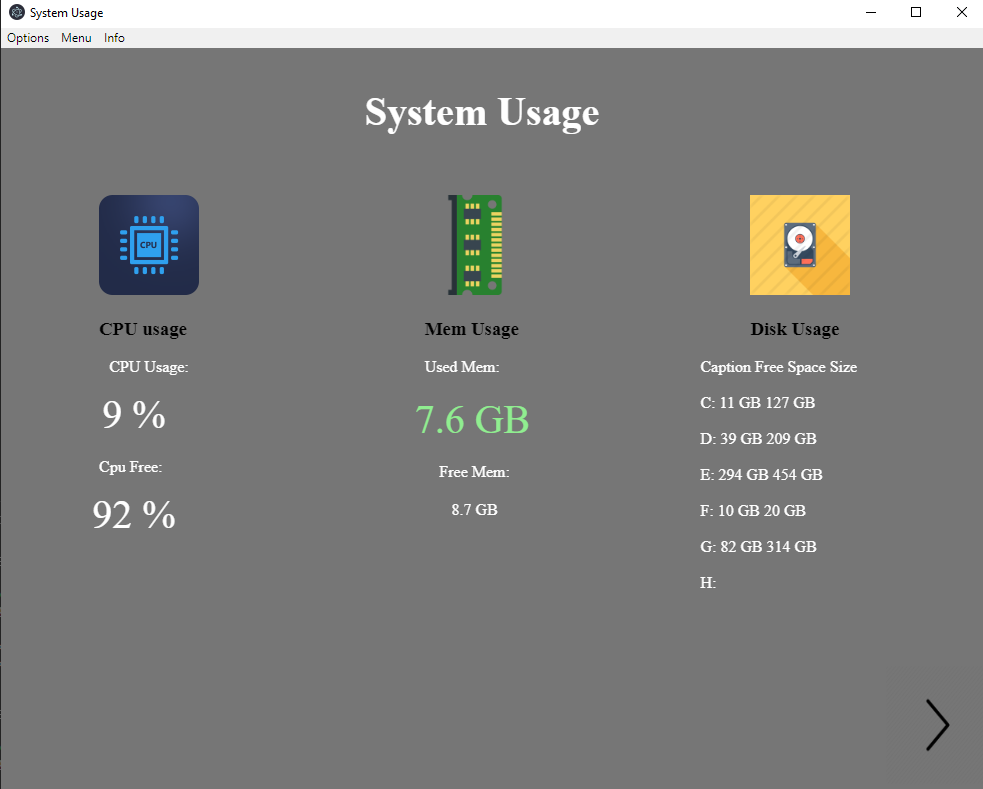 System Usage
Options Menu Info
System Usage
CPU
CPU usage
CPU Usage:
9 %
Cpu Free:
92 %
Mem Usage
Used Mem:
7.6 GB
Free Mem:
8.7 GB
Disk Usage
Caption Free Space Size
C: 11 GB 127 GB
D: 39 GB 209 GB
E: 294 GB 454 GB
F: 10 GB 20 GB
G: 82 GB 314 GB
H: